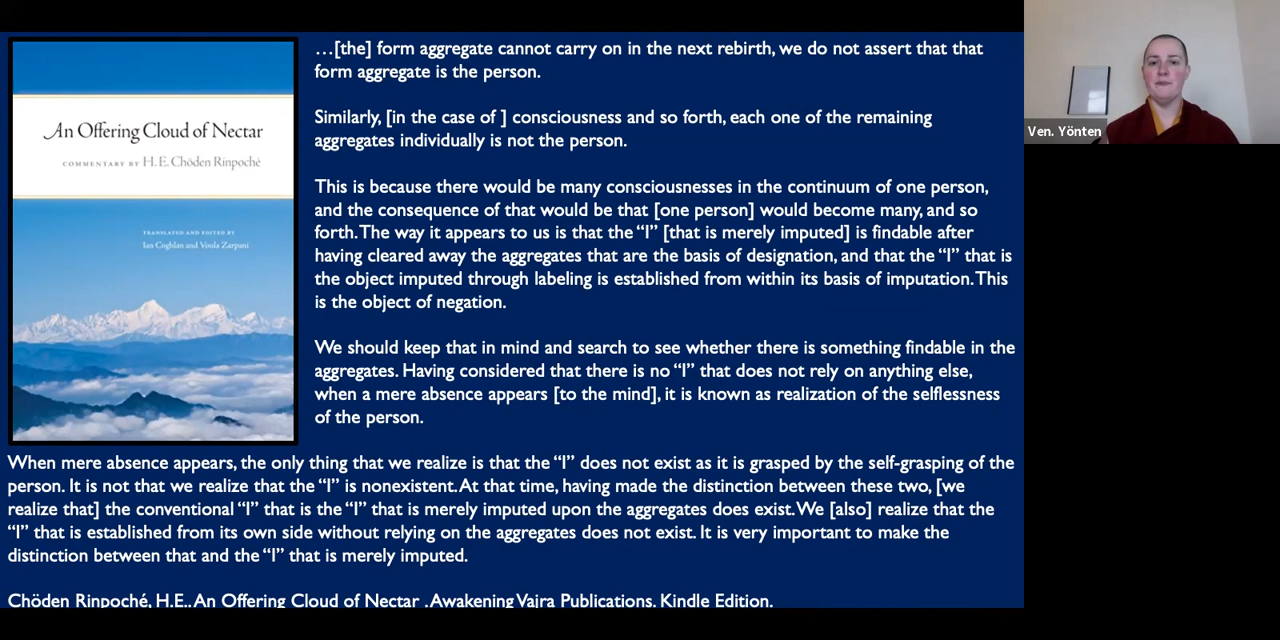 An Offering Cloud of Nectar
COMMENTARY BY H. E. Chöden Rinpoché
TRANSLATED AND EDITED BY
Ian Coghlan and Voula Zarpani
…[the] form aggregate cannot carry on in the next rebirth, we do not assert that that
form aggregate is the person.
Similarly, [in the case of ] consciousness and so forth, each one of the remaining
aggregates individually is not the person.
This is because there would be many consciousnesses in the continuum of one person,
and the consequence of that would be that [one person] would become many, and so
forth. The way it appears to us is that the “I” [that is merely imputed] is findable after
having cleared away the aggregates that are the basis of designation, and that the “I” that is
the object imputed through labeling is established from within its basis of imputation. This
is the object of negation.
We should keep that in mind and search to see whether there is something findable in the
aggregates. Having considered that there is no “I” that does not rely on anything else,
when a mere absence appears [to the mind], it is known as realization of the selflessness
of the person.
When mere absence appears, the only thing that we realize is that the “I” does not exist as it is grasped by the self-grasping of the
person. It is not that we realize that the “I” is nonexistent. At that time, having made the distinction between these two, [we
realize that] the conventional “I” that is the “I” that is merely imputed upon the aggregates does exist. We [also] realize that the
“I” that is established from its own side without relying on the aggregates does not exist. It is very important to make the
distinction between that and the “I” that is merely imputed.
Chöden Rinpoché, H.E.. An Offering Cloud of Nectar . Awakening Vajra Publications. Kindle Edition.
Ven. Yönten